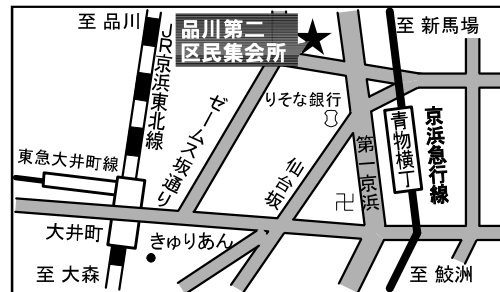 至 品川
品川第二
区民集会所
至 新馬場
JR京浜東北線
ゼームス坂通り
りそな銀行
仙台坂
第一京浜
青物横丁
京浜急行線
東急大井町線
大井町
きゅりあん
卍
至 大森
至 鮫洲